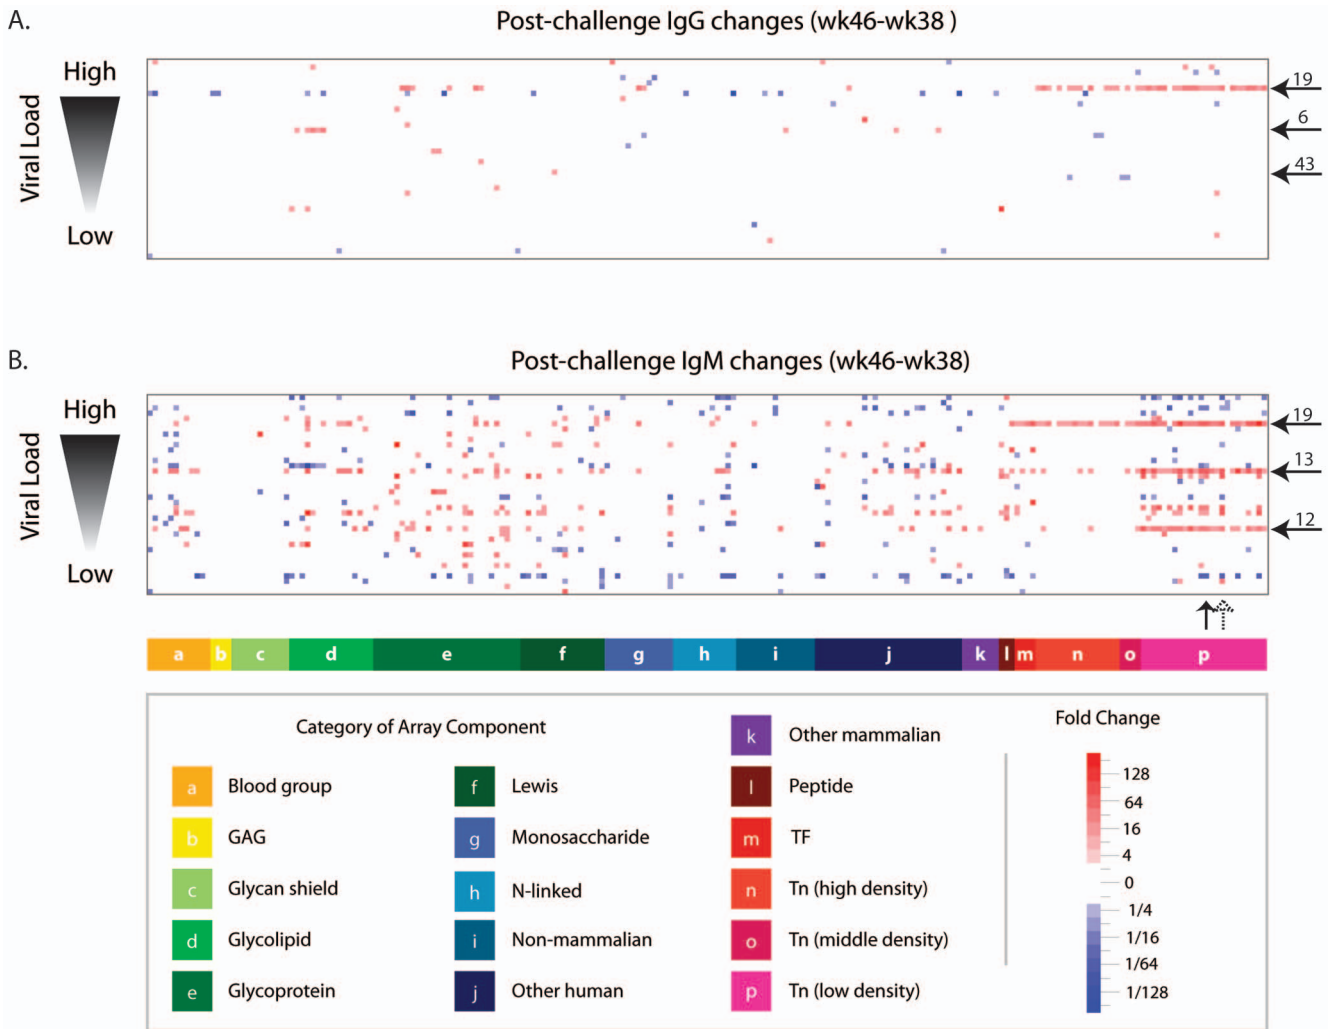 A.
Post-challenge IgG changes (wk46-wk38 )
High
Viral Load
Low
19
6
43
B.
Post-challenge IgM changes (wk46-wk38)
High
Viral Load
Low
19
13
12
a b c d e f g h i j k l m n o p
Category of Array Component
a Blood group
b GAG
c Glycan shield
d Glycolipid
e Glycoprotein
f Lewis
g Monosaccharide
h N-linked
i Non-mammalian
j Other human
k Other mammalian
l Peptide
m TF
n Tn (high density)
o Tn (middle density)
p Tn (low density)
Fold Change
128
64
16
4
0
1/4
1/16
1/64
1/128